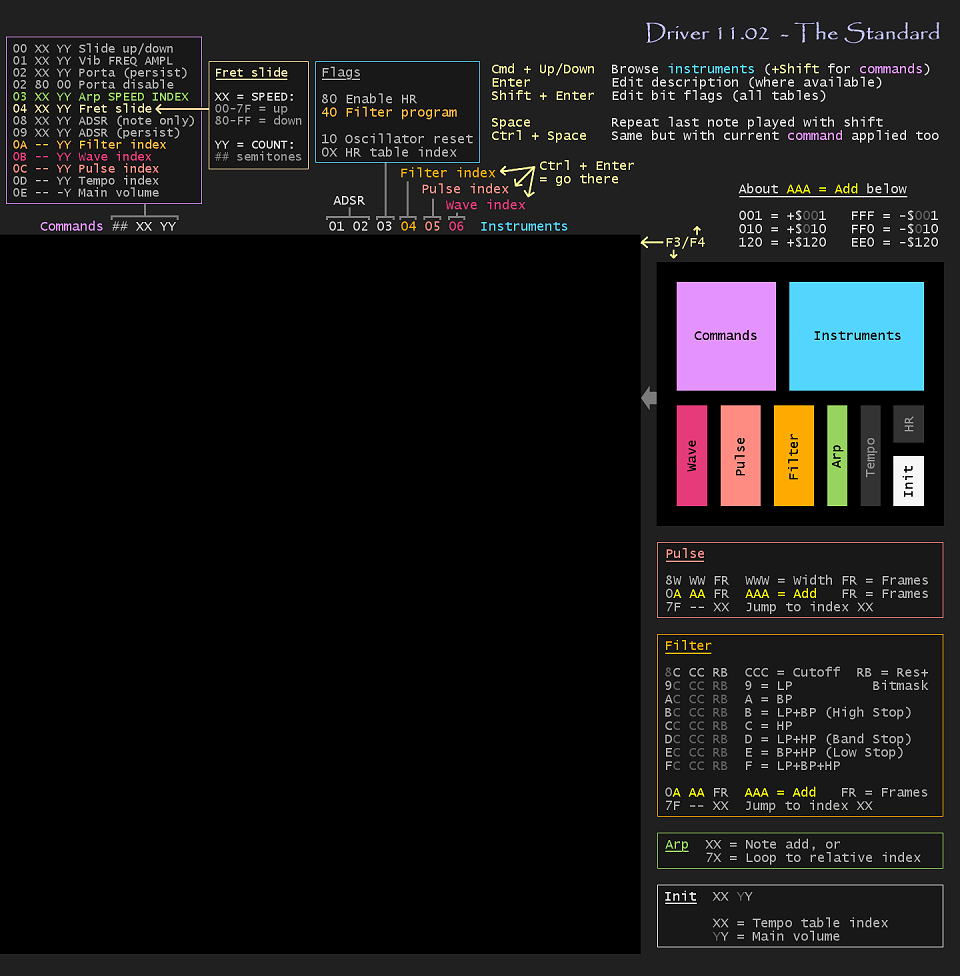 Driver 11.02 - The Standard
00 XX YY Slide up/down
01 XX YY Vib FREQ AMPL
02 XX YY Porta (persist)
02 80 00 Porta disable
03 XX YY Arp SPEED INDEX
04 XX YY Fret slide
08 XX YY ADSR (note only)
09 XX YY ADSR (persist)
0A -- YY Filter index
0B -- YY Wave index
0C -- YY Pulse index
0D -- YY Tempo index
0E -- -Y Main volume
Commands ## XX YY
Fret slide
XX = SPEED:
00-7F = up
80-FF = down
YY = COUNT:
## semitones
Flags
80 Enable HR
40 Filter program
10 Oscillator reset
0X HR table index
Filter index
Pulse index
Wave index
Ctrl + Enter
= go there
ADSR
01 02 03 04 05 06 Instruments
Cmd + Up/Down Browse instruments (+Shift for commands)
Enter Edit description (where available)
Shift + Enter Edit bit flags (all tables)
Space Repeat last note played with shift
Ctrl + Space Same but with current command applied too
About AAA = Add below
001 = +$001 FFF = -$001
010 = +$010 FF0 = -$010
120 = +$120 EE0 = -$120
F3/F4
Commands
Instruments
Wave
Pulse
Filter
Arp
Tempo
HR
Init
Pulse
8W WW FR WWW = Width FR = Frames
0A AA FR AAA = Add FR = Frames
7F -- XX Jump to index XX
Filter
8C CC RB CCC = Cutoff RB = Res+
9C CC RB 9 = LP Bitmask
AC CC RB A = BP
BC CC RB B = LP+BP (High Stop)
CC CC RB C = HP
DC CC RB D = LP+HP (Band Stop)
EC CC RB E = BP+HP (Low Stop)
FC CC RB F = LP+BP+HP
0A AA FR AAA = Add FR = Frames
7F -- XX Jump to index XX
Arp XX = Note add, or
7X = Loop to relative index
Init XX YY
XX = Tempo table index
YY = Main volume